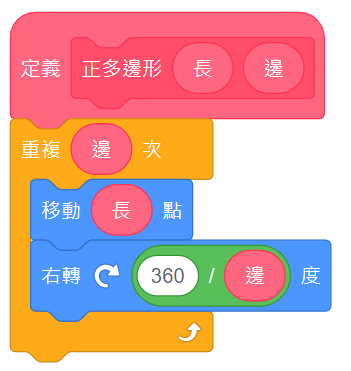 定義 正多邊形 長 邊
重複 邊 次
移動 長 點
右轉 360 / 邊 度